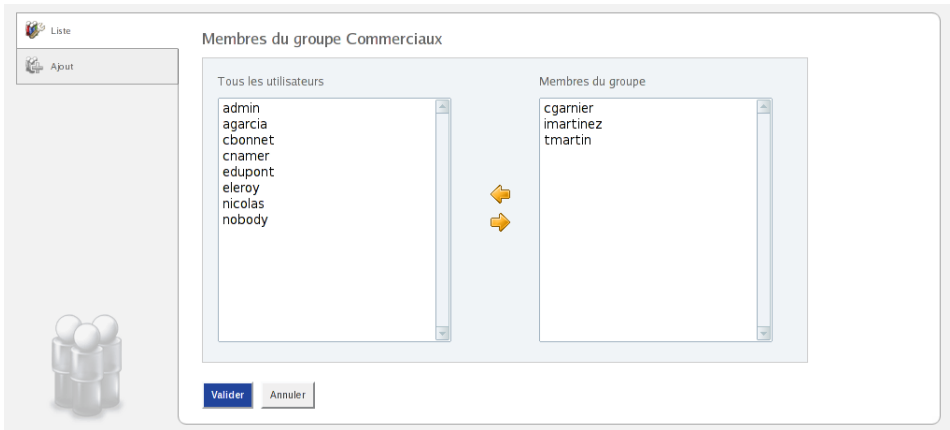 Liste
Ajout
Membres du groupe Commerciaux
Tous les utilisateurs
admin
agarcia
cbonnet
cnamer
edupont
eleroy
nicolas
nobody
Membres du groupe
cgarnier
imartinez
tmartin
Valider
Annuler